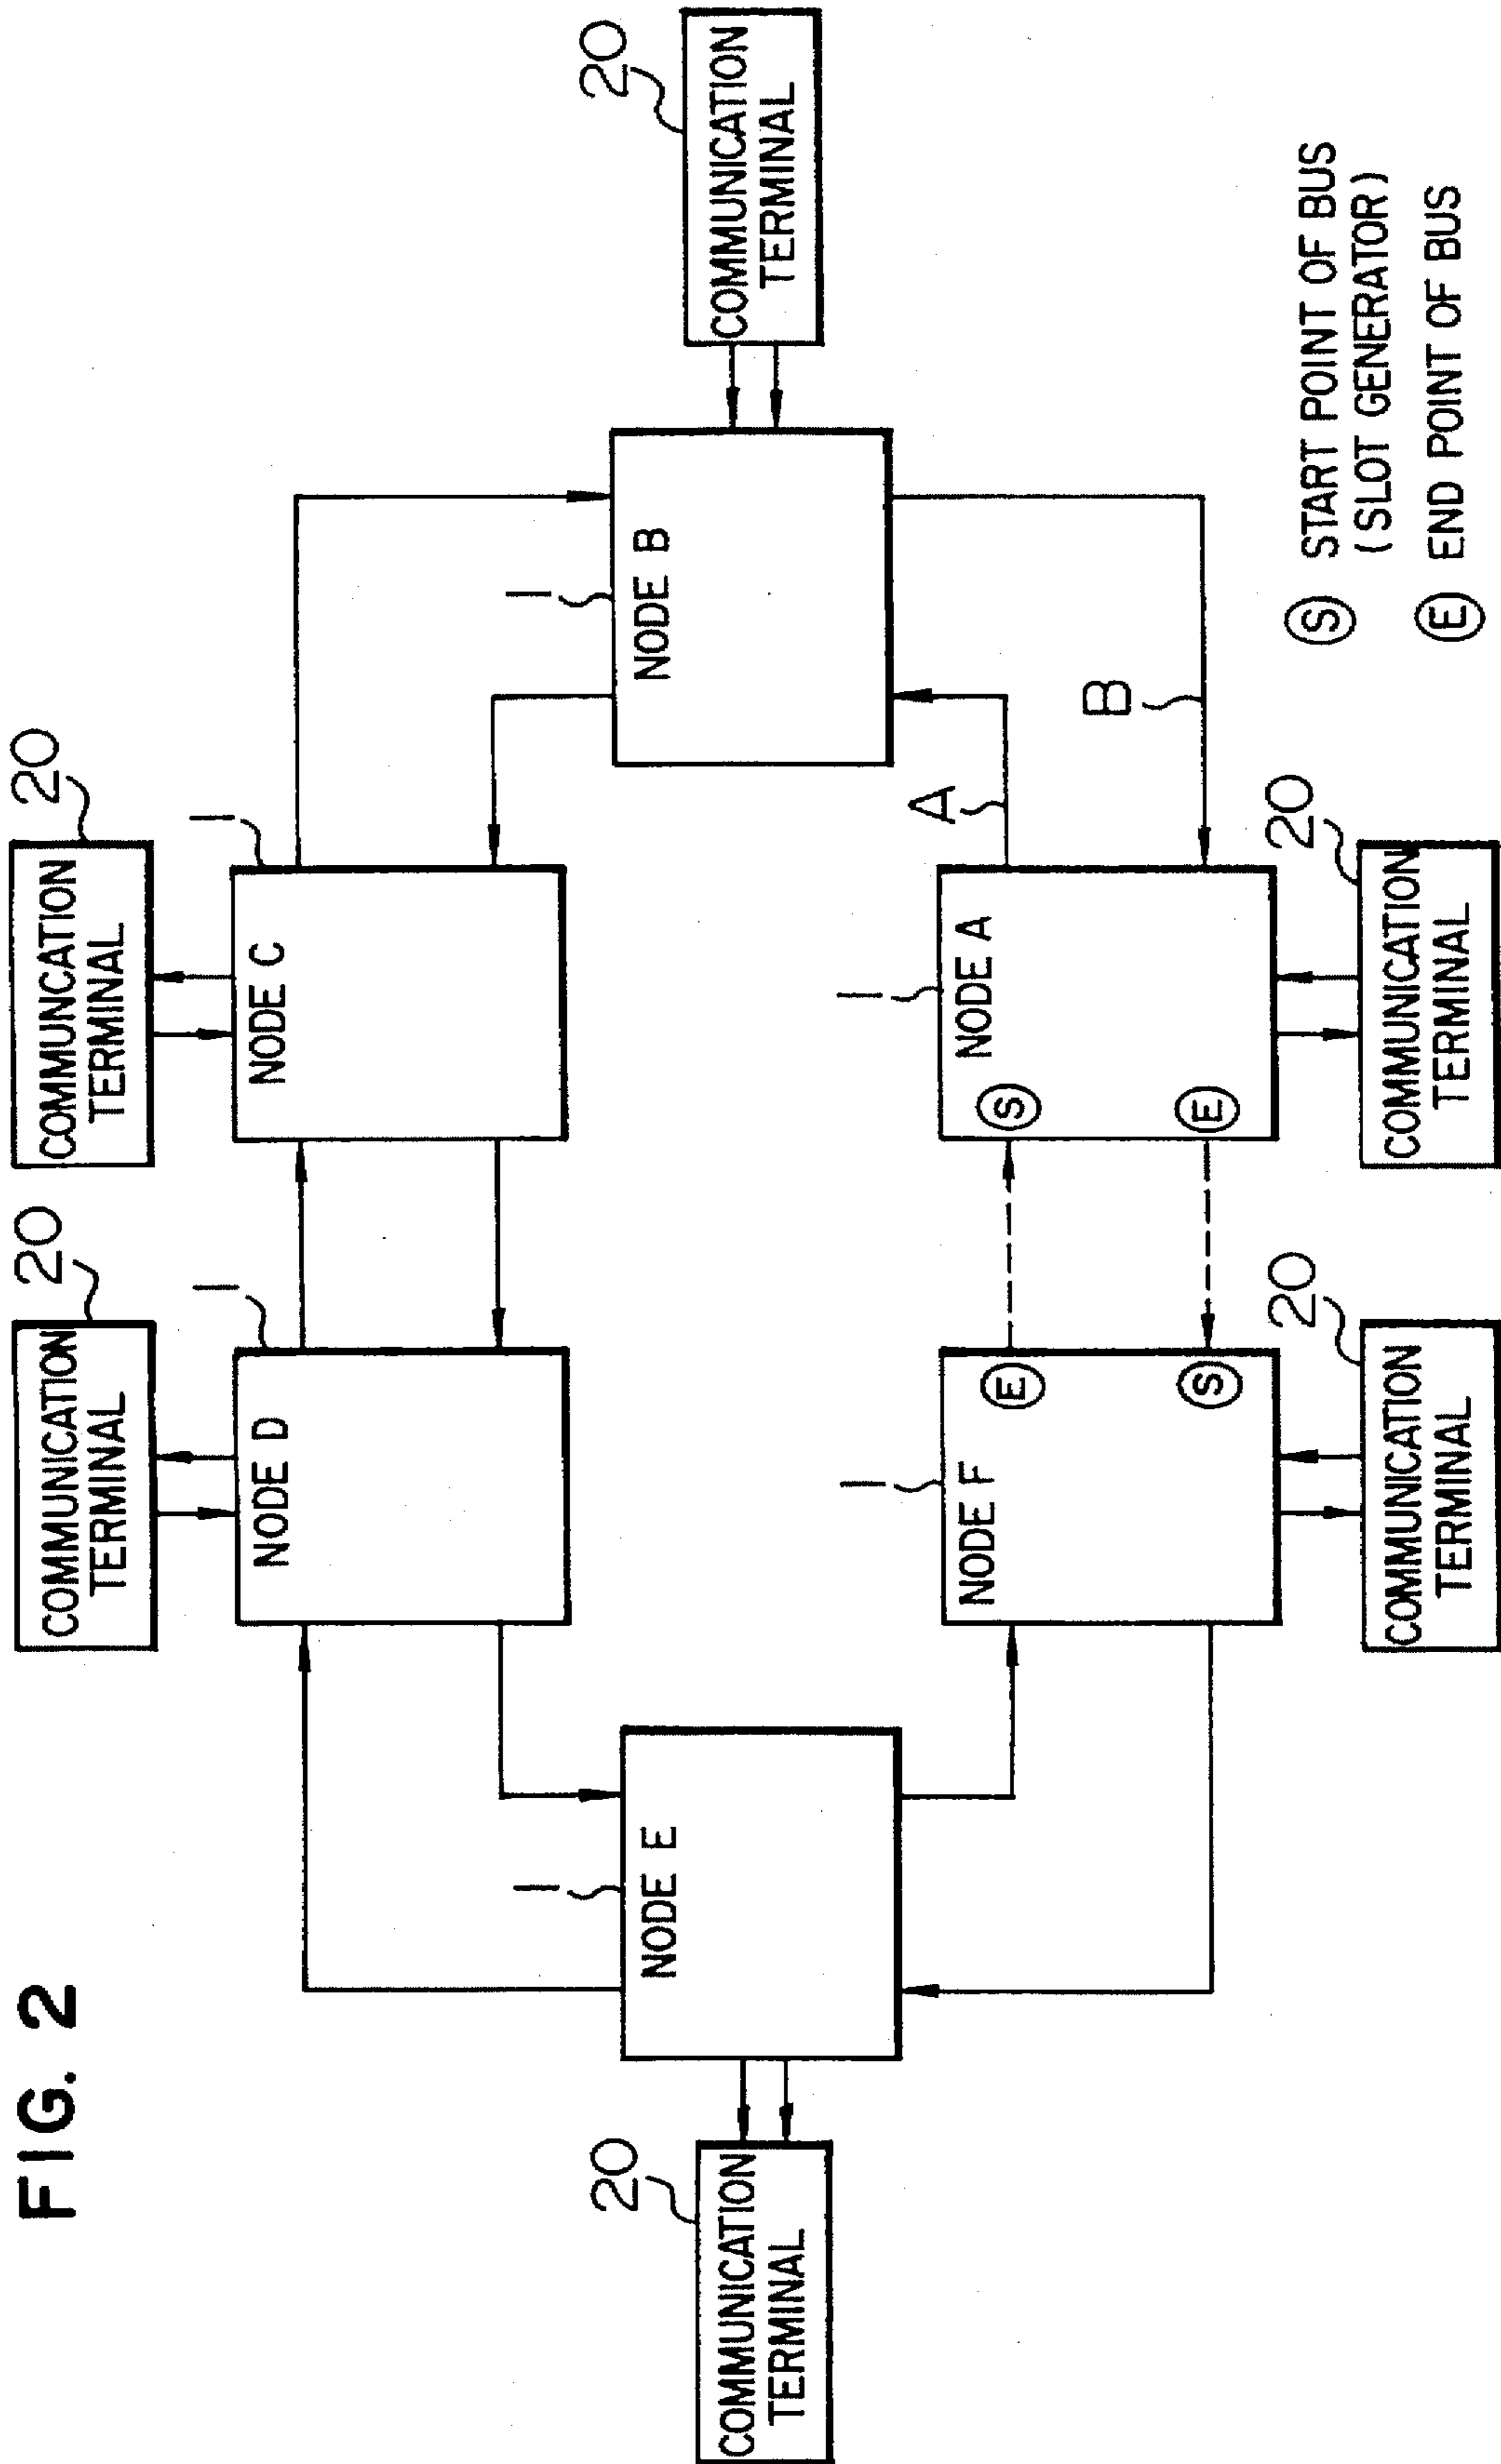 FIG. 2
20
COMMUNICATION
TERMINAL
20
COMMUNCATION
TERMINAL
1
NODE D
1
NODE C
20
COMMUNICATION
TERMINAL
1
NODE E
1
NODE B
20
COMMUNICATION
TERMINAL
A
B
1
NODE F
E
S
1
NODE A
S
E
20
COMMUNICATION
TERMINAL
20
COMMUNICATION
TERMINAL
S START POINT OF BUS
(SLOT GENERATOR)
E END POINT OF BUS